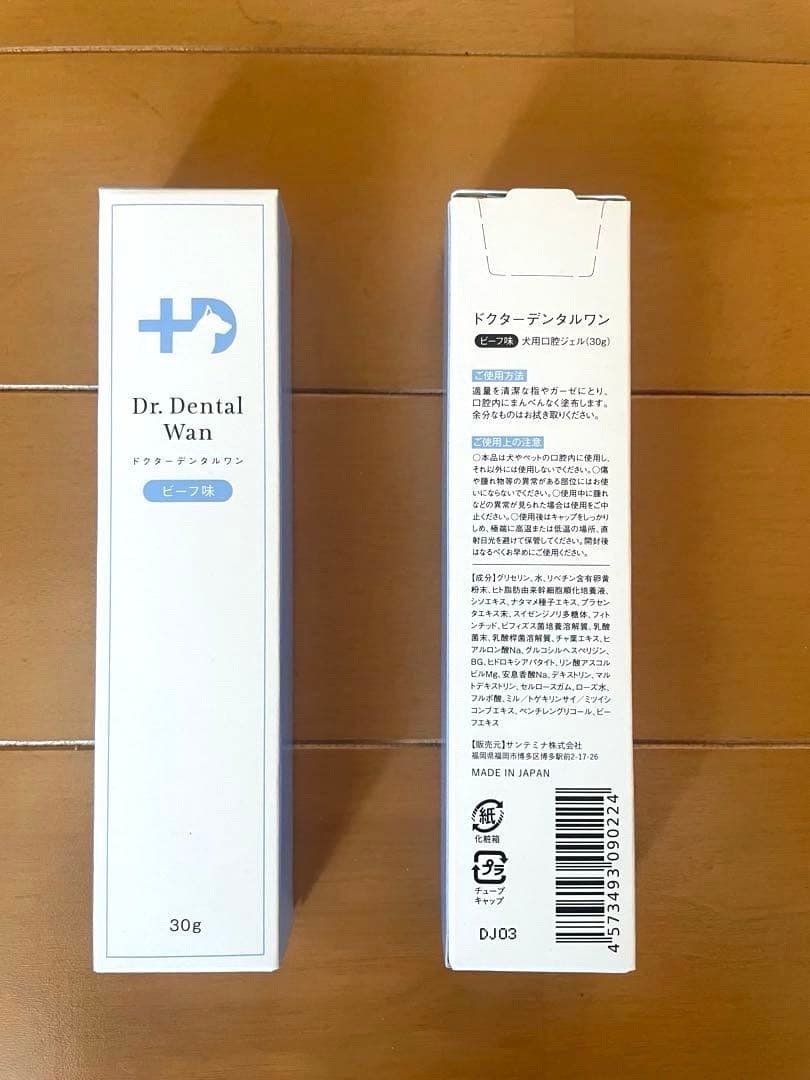 Dr. Dental
Wan
ドクターデンタルワン
ビーフ味
30g
ドクターデンタルワン
ビーフ味 犬用口腔ジェル(30g)
ご使用方法
適量を清潔な指やガーゼにとり、
口腔内にまんべんなく塗布します。
余分なものはお拭き取りください。
ご使用上の注意
○本品は犬やペットの口腔内に使用し、
それ以外には使用しないでください。○傷
や腫れ物等の異常がある部位にはお使
いにならないでください。○使用中に腫れ
などの異常が見られた場合は使用をご中
止ください。○使用後はキャップをしっかり
しめ、極端に高温または低温の場所、直
射日光を避けて保管してください。開封後
はなるべくお早めにご使用ください。
【成分】グリセリン、水、リベチン含有卵黄
粉末、ヒト脂肪由来幹細胞順化培養液、
シソエキス、ナタマメ種子エキス、プラセン
タエキス末、スイゼンジノリ多糖体、フィト
ンチッド、ビフィズス菌培養溶解質、乳酸
菌末、乳酸桿菌溶解質、チャ葉エキス、ヒ
アルロン酸Na、グルコシルヘスペリジン、
BG、ヒドロキシアパタイト、リン酸アスコル
ビルMg、安息香酸Na、デキストリン、マル
トデキストリン、セルロースガム、ローズ水、
フルボ酸、ミル／トゲキリンサイ／ミツイシ
コンブエキス、ペンチレングリコール、ビー
フエキス
【販売元】サンテミナ株式会社
福岡県福岡市博多区博多駅前2-17-26
MADE IN JAPAN
紙
化粧箱
プラ
チューブ
キャップ
DJ03
4573493090224